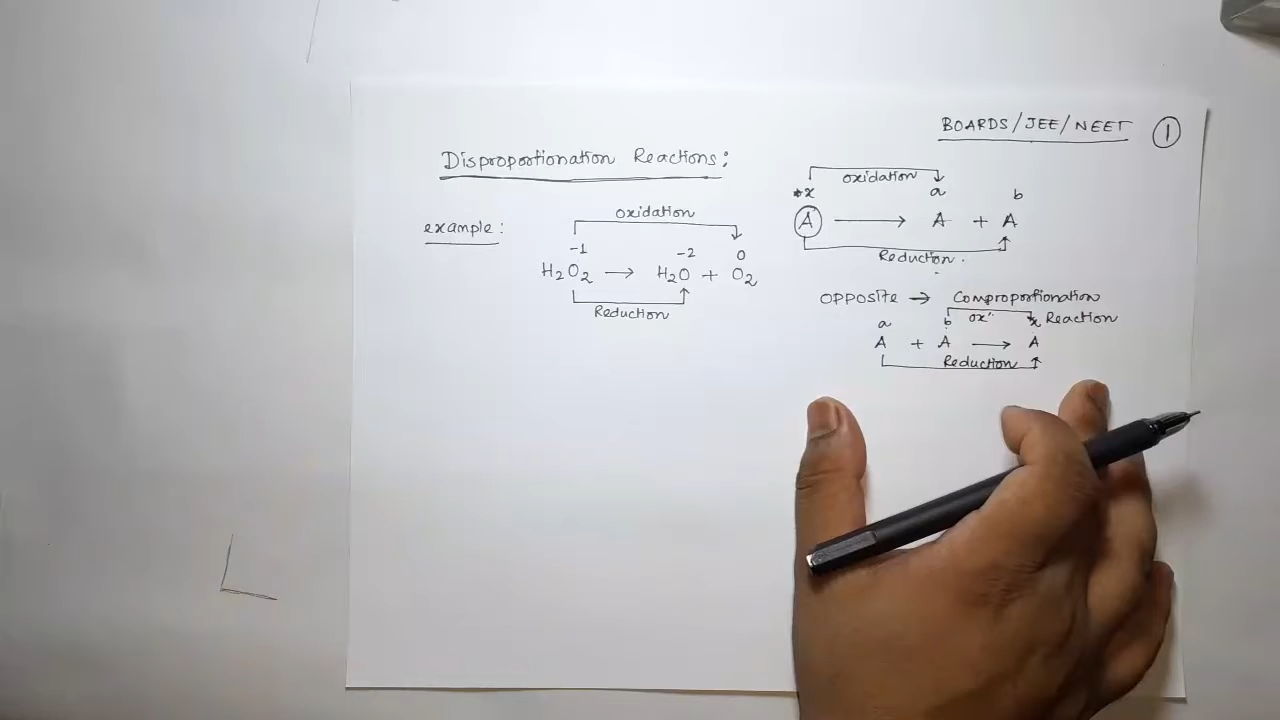 BOARDS/JEE/NEET 1
Disproportionation Reactions:
example:
oxidation
-1 -2 0
H2O2 → H2O + O2
Reduction
oxidation
x a b
A → A + A
Reduction.
OPPOSITE → Comproportionation
Reaction
oxⁿ
a b x
A + A → A
Reduction